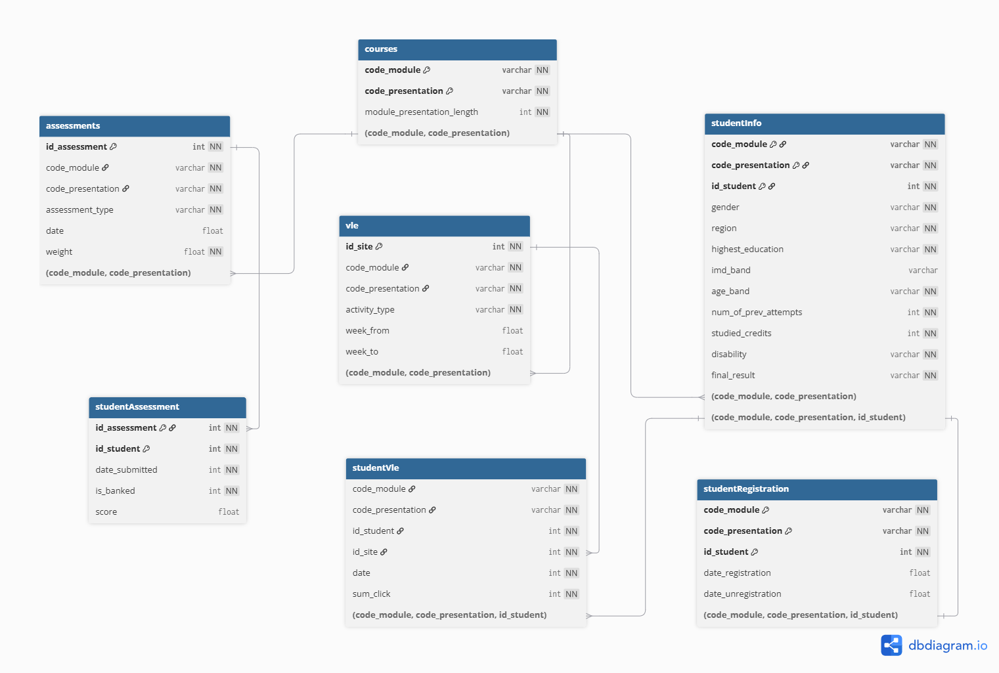 courses
code_module varchar NN
code_presentation varchar NN
module_presentation_length int NN
(code_module, code_presentation)
assessments
id_assessment int NN
code_module varchar NN
code_presentation varchar NN
assessment_type varchar NN
date float
weight float NN
(code_module, code_presentation)
studentInfo
code_module varchar NN
code_presentation varchar NN
id_student int NN
gender varchar NN
region varchar NN
highest_education varchar NN
imd_band varchar
age_band varchar NN
num_of_prev_attempts int NN
studied_credits int NN
disability varchar NN
final_result varchar NN
(code_module, code_presentation)
(code_module, code_presentation, id_student)
vle
id_site int NN
code_module varchar NN
code_presentation varchar NN
activity_type varchar NN
week_from float
week_to float
(code_module, code_presentation)
studentAssessment
id_assessment int NN
id_student int NN
date_submitted int NN
is_banked int NN
score float
studentVle
code_module varchar NN
code_presentation varchar NN
id_student int NN
id_site int NN
date int NN
sum_click int NN
(code_module, code_presentation, id_student)
studentRegistration
code_module varchar NN
code_presentation varchar NN
id_student int NN
date_registration float
date_unregistration float
(code_module, code_presentation, id_student)
dbdiagram.io